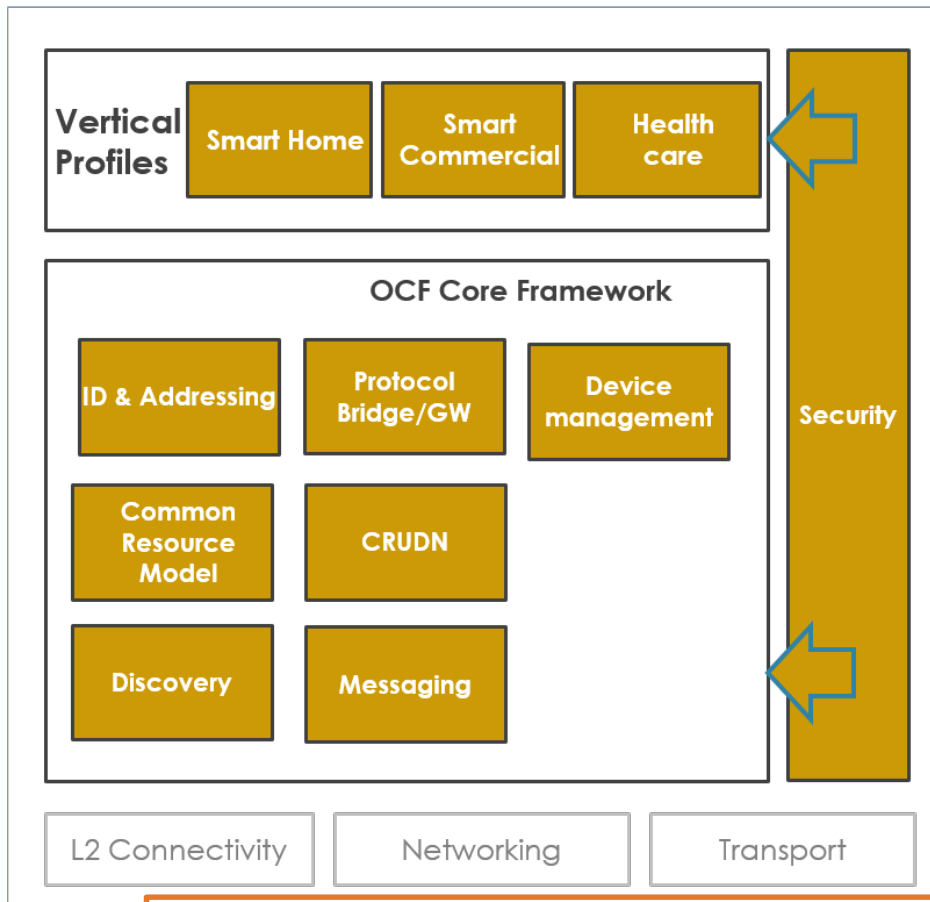 Vertical
Profiles
Smart Home
Smart
Commercial
Health
care
OCF Core Framework
ID & Addressing
Protocol
Bridge/GW
Device
management
Security
Common
Resource
Model
CRUDN
Discovery
Messaging
L2 Connectivity
Networking
Transport